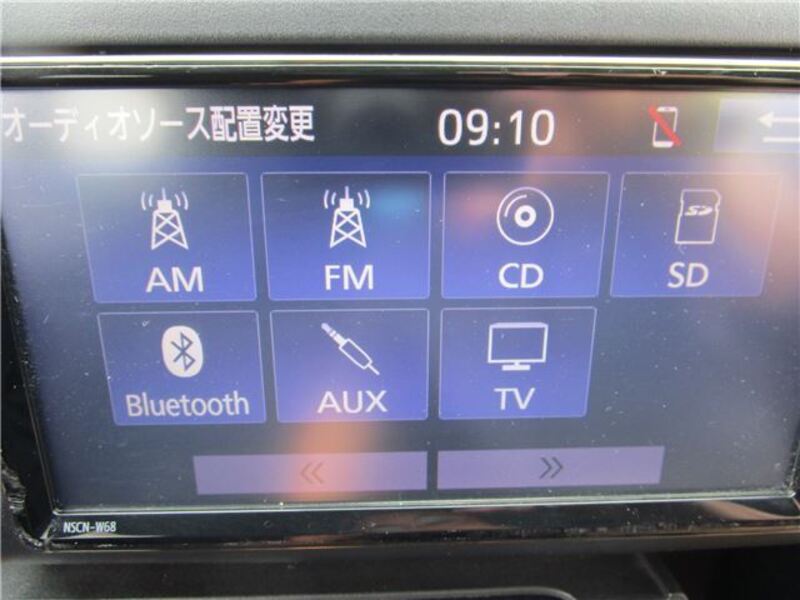 オーディオソース配置変更 09:10
AM FM CD SD
Bluetooth AUX TV
<< >>
NSCN-W68